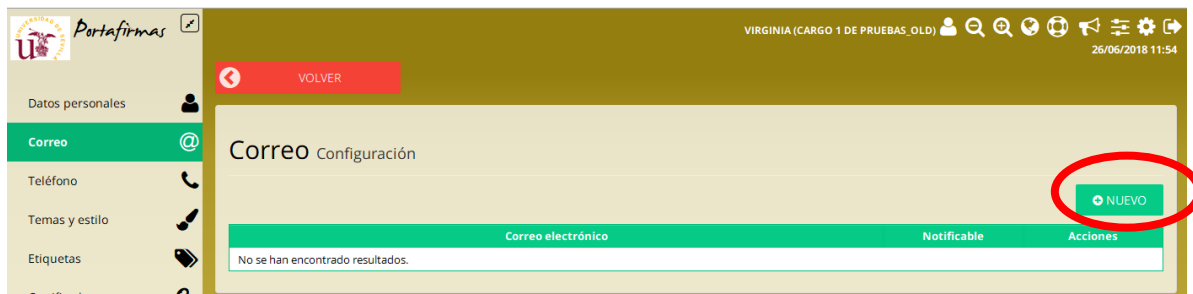 Portafirmas
VIRGINIA (CARGO 1 DE PRUEBAS_OLD)
26/06/2018 11:54
VOLVER
Datos personales
Correo @
Teléfono
Temas y estilo
Etiquetas
Correo Configuración
NUEVO
Correo electrónico Notificable Acciones
No se han encontrado resultados.